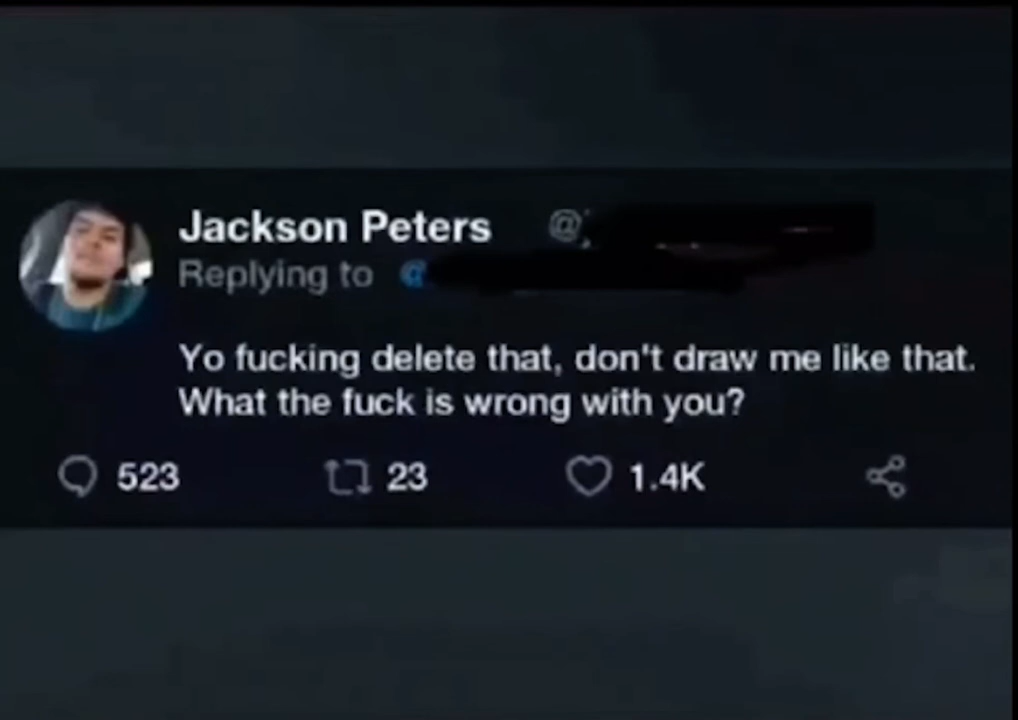 Jackson Peters @
Replying to @
Yo fucking delete that, don't draw me like that.
What the fuck is wrong with you?
523 23 1.4K